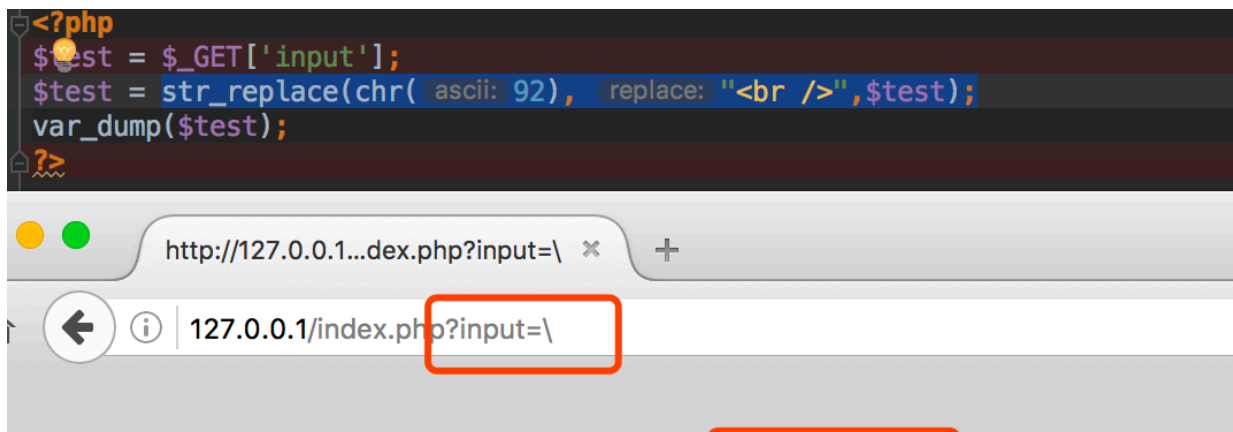 <?php
$test = $_GET['input'];
$test = str_replace(chr( ascii: 92), replace: "<br />",$test);
var_dump($test);
?>
http://127.0.0.1...dex.php?input=\ × +
127.0.0.1/index.php?input=\